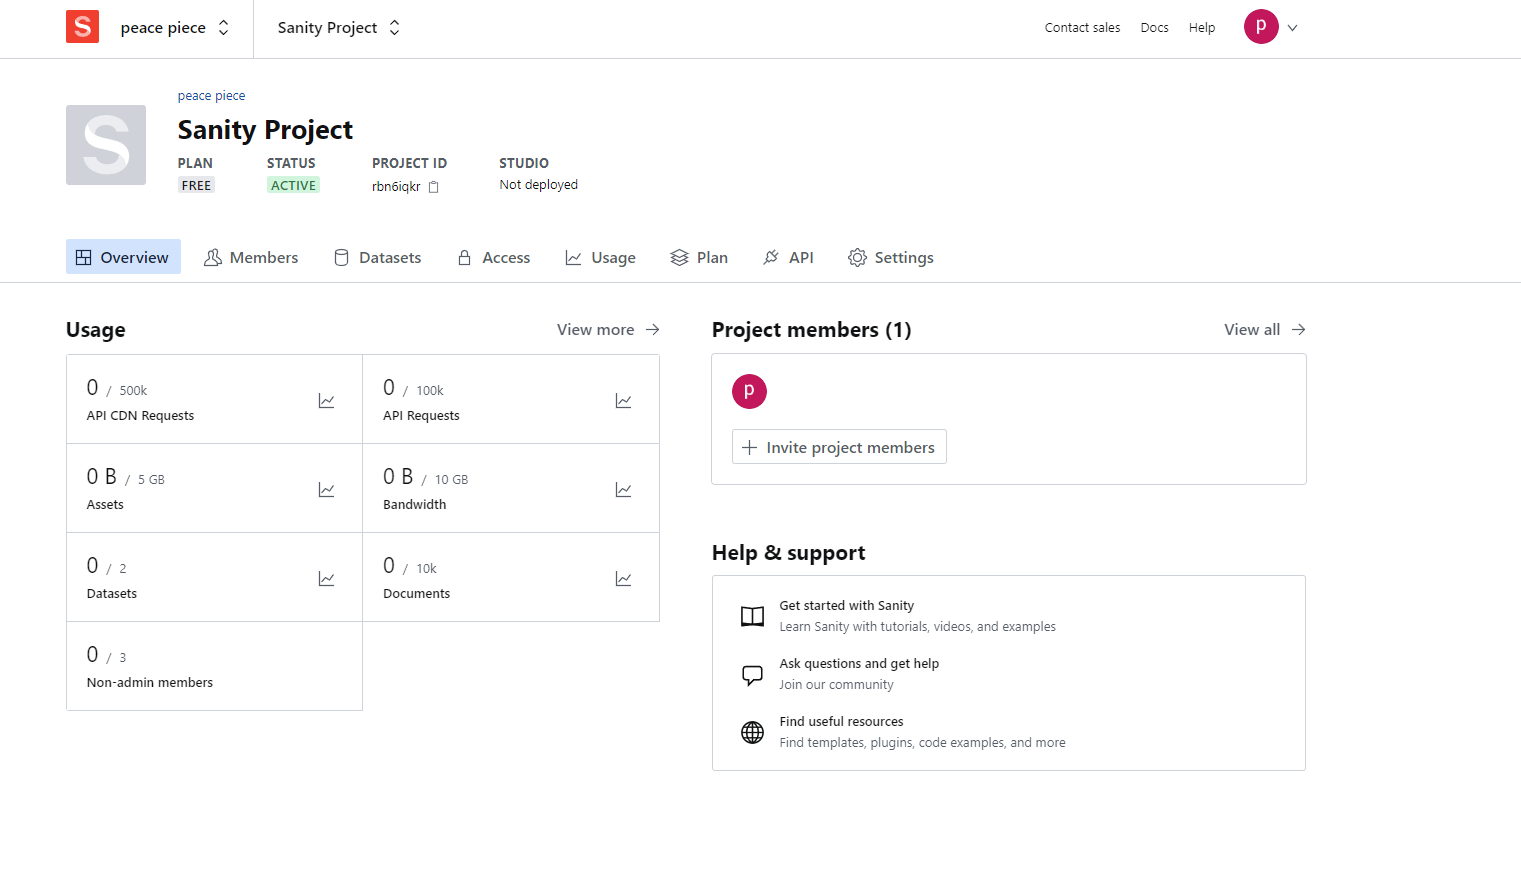 S peace piece Sanity Project Contact sales Docs Help p
peace piece
S
Sanity Project
PLAN STATUS PROJECT ID STUDIO
FREE ACTIVE rbn6iqkr Not deployed
Overview Members Datasets Access Usage Plan API Settings
Usage View more
0 / 500k
API CDN Requests
0 / 100k
API Requests
0 B / 5 GB
Assets
0 B / 10 GB
Bandwidth
0 / 2
Datasets
0 / 10k
Documents
0 / 3
Non-admin members
Project members (1) View all
p
Invite project members
Help & support
Get started with Sanity
Learn Sanity with tutorials, videos, and examples
Ask questions and get help
Join our community
Find useful resources
Find templates, plugins, code examples, and more